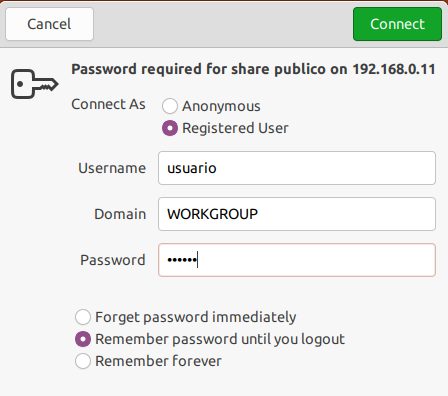 Cancel Connect
Password required for share publico on 192.168.0.11
Connect As Anonymous
Registered User
Username usuario
Domain WORKGROUP
Password ••••••
Forget password immediately
Remember password until you logout
Remember forever